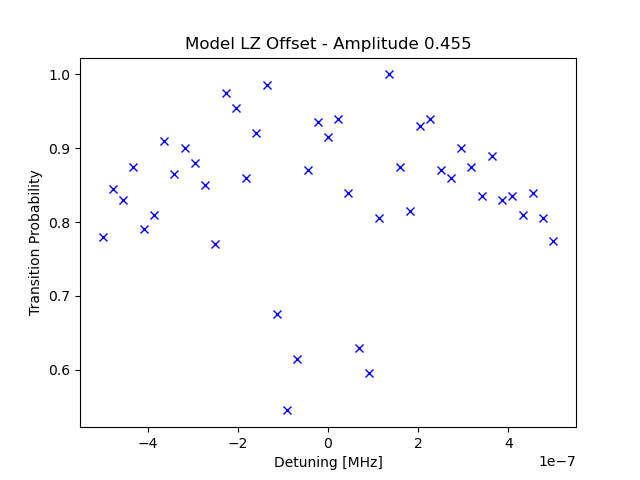 Model LZ Offset - Amplitude 0.455
1.0
0.9
0.8
0.7
0.6
Transition Probability
−4
−2
0
2
4
1e−7
Detuning [MHz]